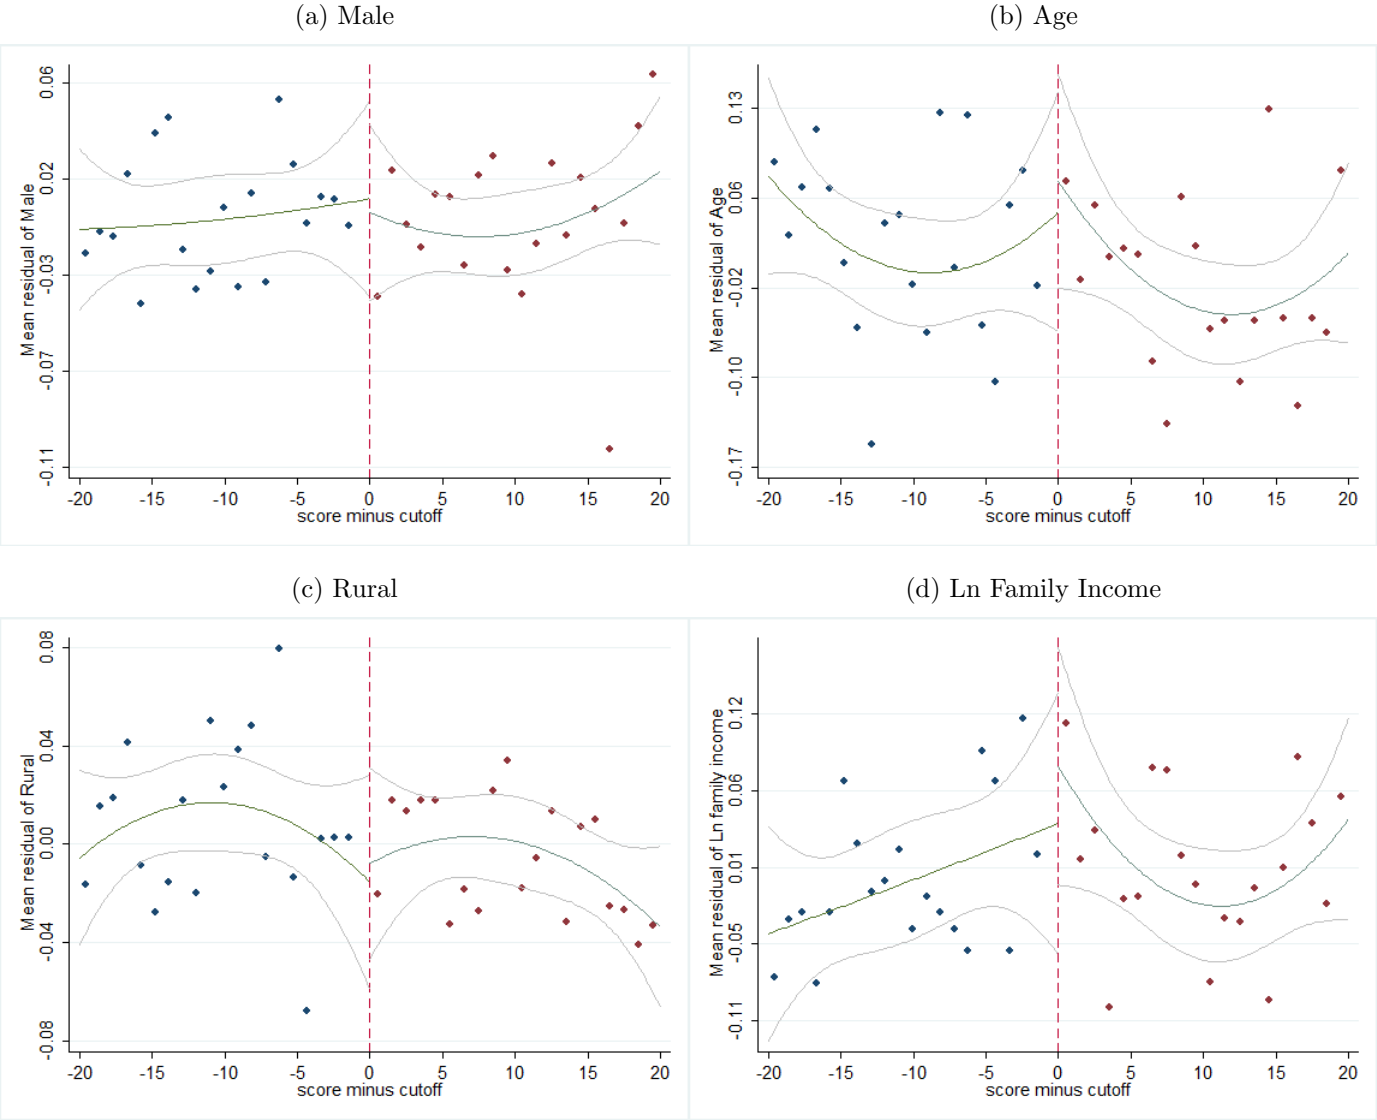 (a) Male
Mean residual of Male
0.06
0.02
-0.03
-0.07
-0.11
-20 -15 -10 -5 0 5 10 15 20
score minus cutoff
(b) Age
Mean residual of Age
0.13
0.06
-0.02
-0.10
-0.17
-20 -15 -10 -5 0 5 10 15 20
score minus cutoff
(c) Rural
Mean residual of Rural
0.08
0.04
0.00
-0.04
-0.08
-20 -15 -10 -5 0 5 10 15 20
score minus cutoff
(d) Ln Family Income
Mean residual of Ln family income
0.12
0.06
0.01
-0.05
-0.11
-20 -15 -10 -5 0 5 10 15 20
score minus cutoff